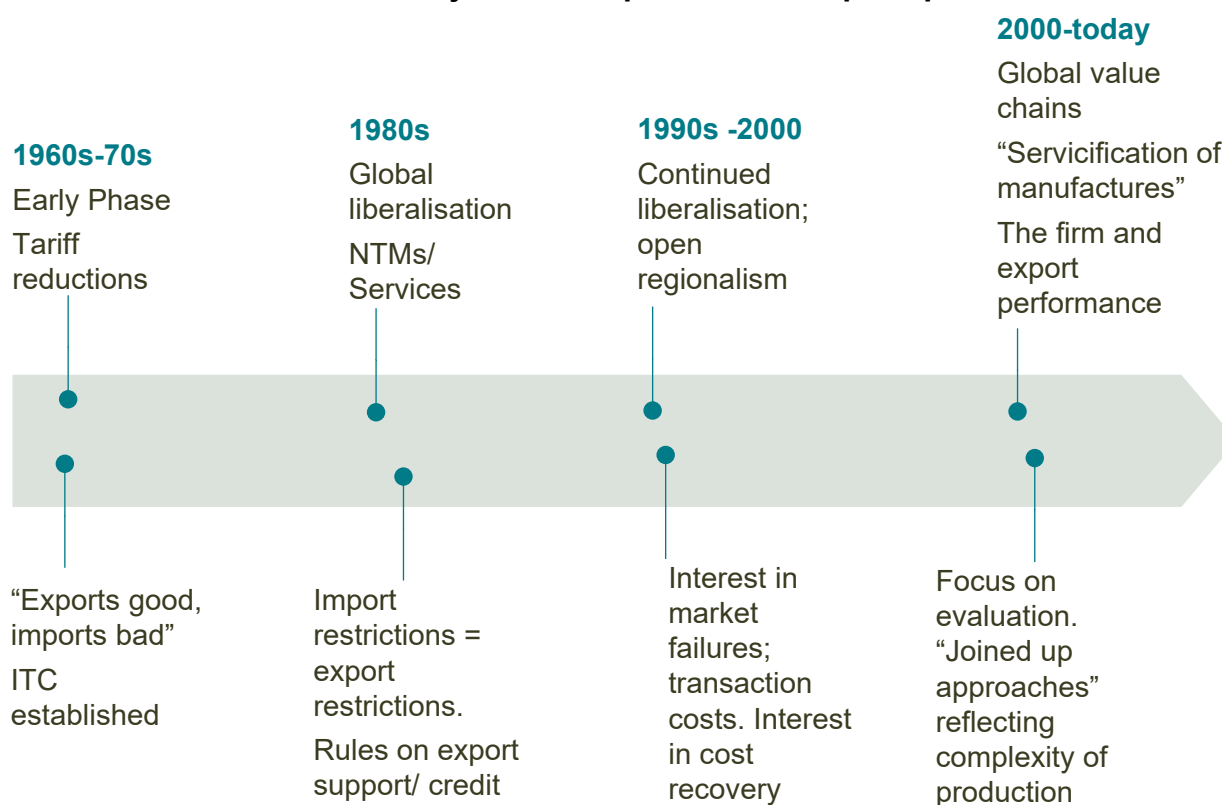 2000-today
Global value
chains
“Servicification of
manufactures”
The firm and
export
performance
1990s -2000
Continued
liberalisation;
open
regionalism
1980s
Global
liberalisation
NTMs/
Services
1960s-70s
Early Phase
Tariff
reductions
“Exports good,
imports bad”
ITC
established
Import
restrictions =
export
restrictions.
Rules on export
support/ credit
Interest in
market
failures;
transaction
costs. Interest
in cost
recovery
Focus on
evaluation.
“Joined up
approaches”
reflecting
complexity of
production